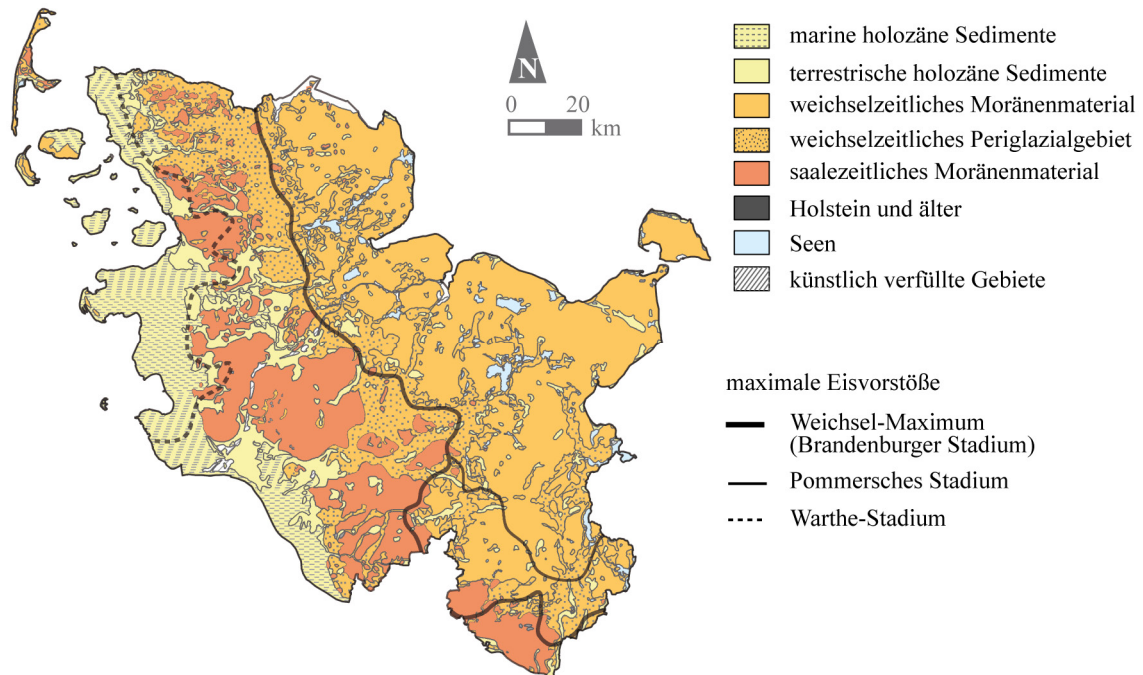 N
0 20
km
marine holozäne Sedimente
terrestrische holozäne Sedimente
weichselzeitliches Moränenmaterial
weichselzeitliches Periglazialgebiet
saalezeitliches Moränenmaterial
Holstein und älter
Seen
künstlich verfüllte Gebiete
maximale Eisvorstöße
Weichsel-Maximum
(Brandenburger Stadium)
Pommersches Stadium
Warthe-Stadium